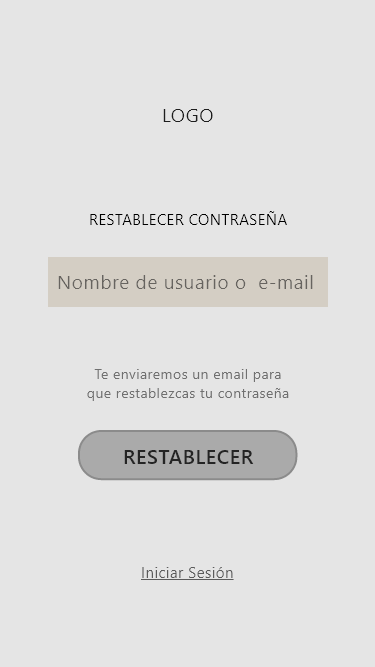 LOGO
RESTABLECER CONTRASEÑA
Nombre de usuario o  e-mail
Te enviaremos un email para
que restablezcas tu contraseña
RESTABLECER
Iniciar Sesión